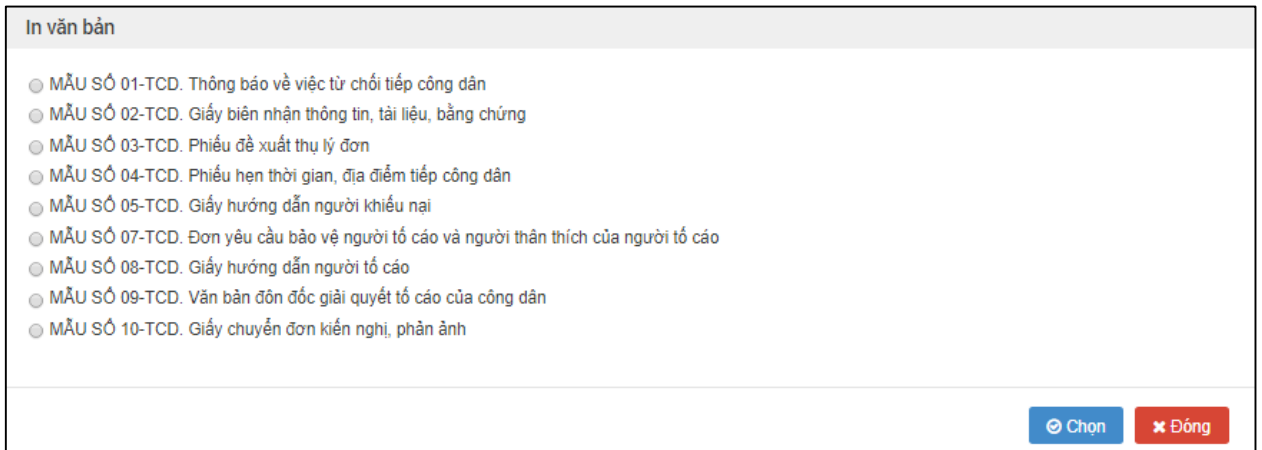 In văn bản
MẪU SỐ 01-TCD. Thông báo về việc từ chối tiếp công dân
MẪU SỐ 02-TCD. Giấy biên nhận thông tin, tài liệu, bằng chứng
MẪU SỐ 03-TCD. Phiếu đề xuất thụ lý đơn
MẪU SỐ 04-TCD. Phiếu hẹn thời gian, địa điểm tiếp công dân
MẪU SỐ 05-TCD. Giấy hướng dẫn người khiếu nại
MẪU SỐ 07-TCD. Đơn yêu cầu bảo vệ người tố cáo và người thân thích của người tố cáo
MẪU SỐ 08-TCD. Giấy hướng dẫn người tố cáo
MẪU SỐ 09-TCD. Văn bản đôn đốc giải quyết tố cáo của công dân
MẪU SỐ 10-TCD. Giấy chuyển đơn kiến nghị, phản ảnh
Chọn Đóng